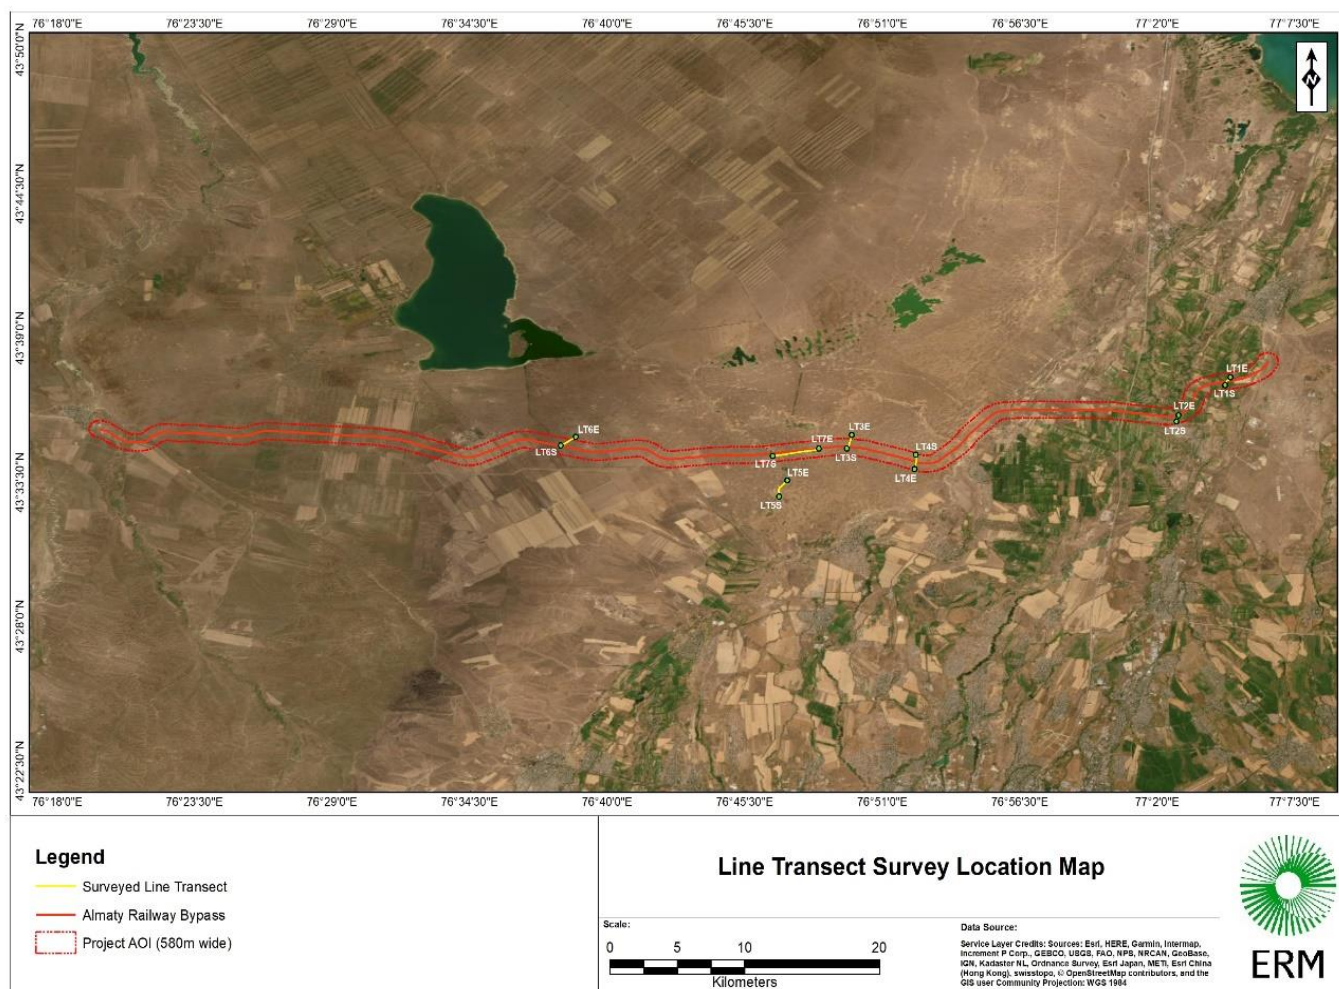 76°18'0"E 76°23'30"E 76°29'0"E 76°34'30"E 76°40'0"E 76°45'30"E 76°51'0"E 76°56'30"E 77°2'0"E 77°7'30"E
43°50'0"N
43°44'30"N
43°39'0"N
43°33'30"N
43°28'0"N
43°22'30"N
LT1E
LT1S
LT2E
LT2S
LT3E
LT3S
LT4S
LT4E
LT7E
LT7S
LT6E
LT6S
LT5E
LT5S
76°18'0"E 76°23'30"E 76°29'0"E 76°34'30"E 76°40'0"E 76°45'30"E 76°51'0"E 76°56'30"E 77°2'0"E 77°7'30"E
Legend
Surveyed Line Transect
Almaty Railway Bypass
Project AOI (580m wide)
Line Transect Survey Location Map
Scale:
0 5 10 20
Kilometers
Data Source:
Service Layer Credits: Sources: Esri, HERE, Garmin, Intermap,
increment P Corp., GEBCO, USGS, FAO, NPS, NRCAN, GeoBase,
IGN, Kadaster NL, Ordnance Survey, Esri Japan, METI, Esri China
(Hong Kong), swisstopo, © OpenStreetMap contributors, and the
GIS user Community Projection: WGS 1984
ERM